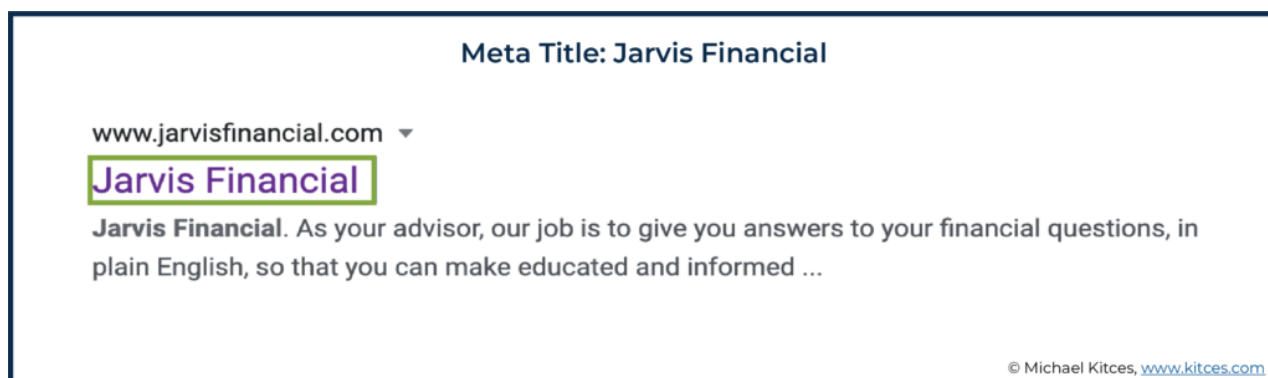 Meta Title: Jarvis Financial
www.jarvisfinancial.com
Jarvis Financial
Jarvis Financial. As your advisor, our job is to give you answers to your financial questions, in
plain English, so that you can make educated and informed ...
© Michael Kitces, www.kitces.com